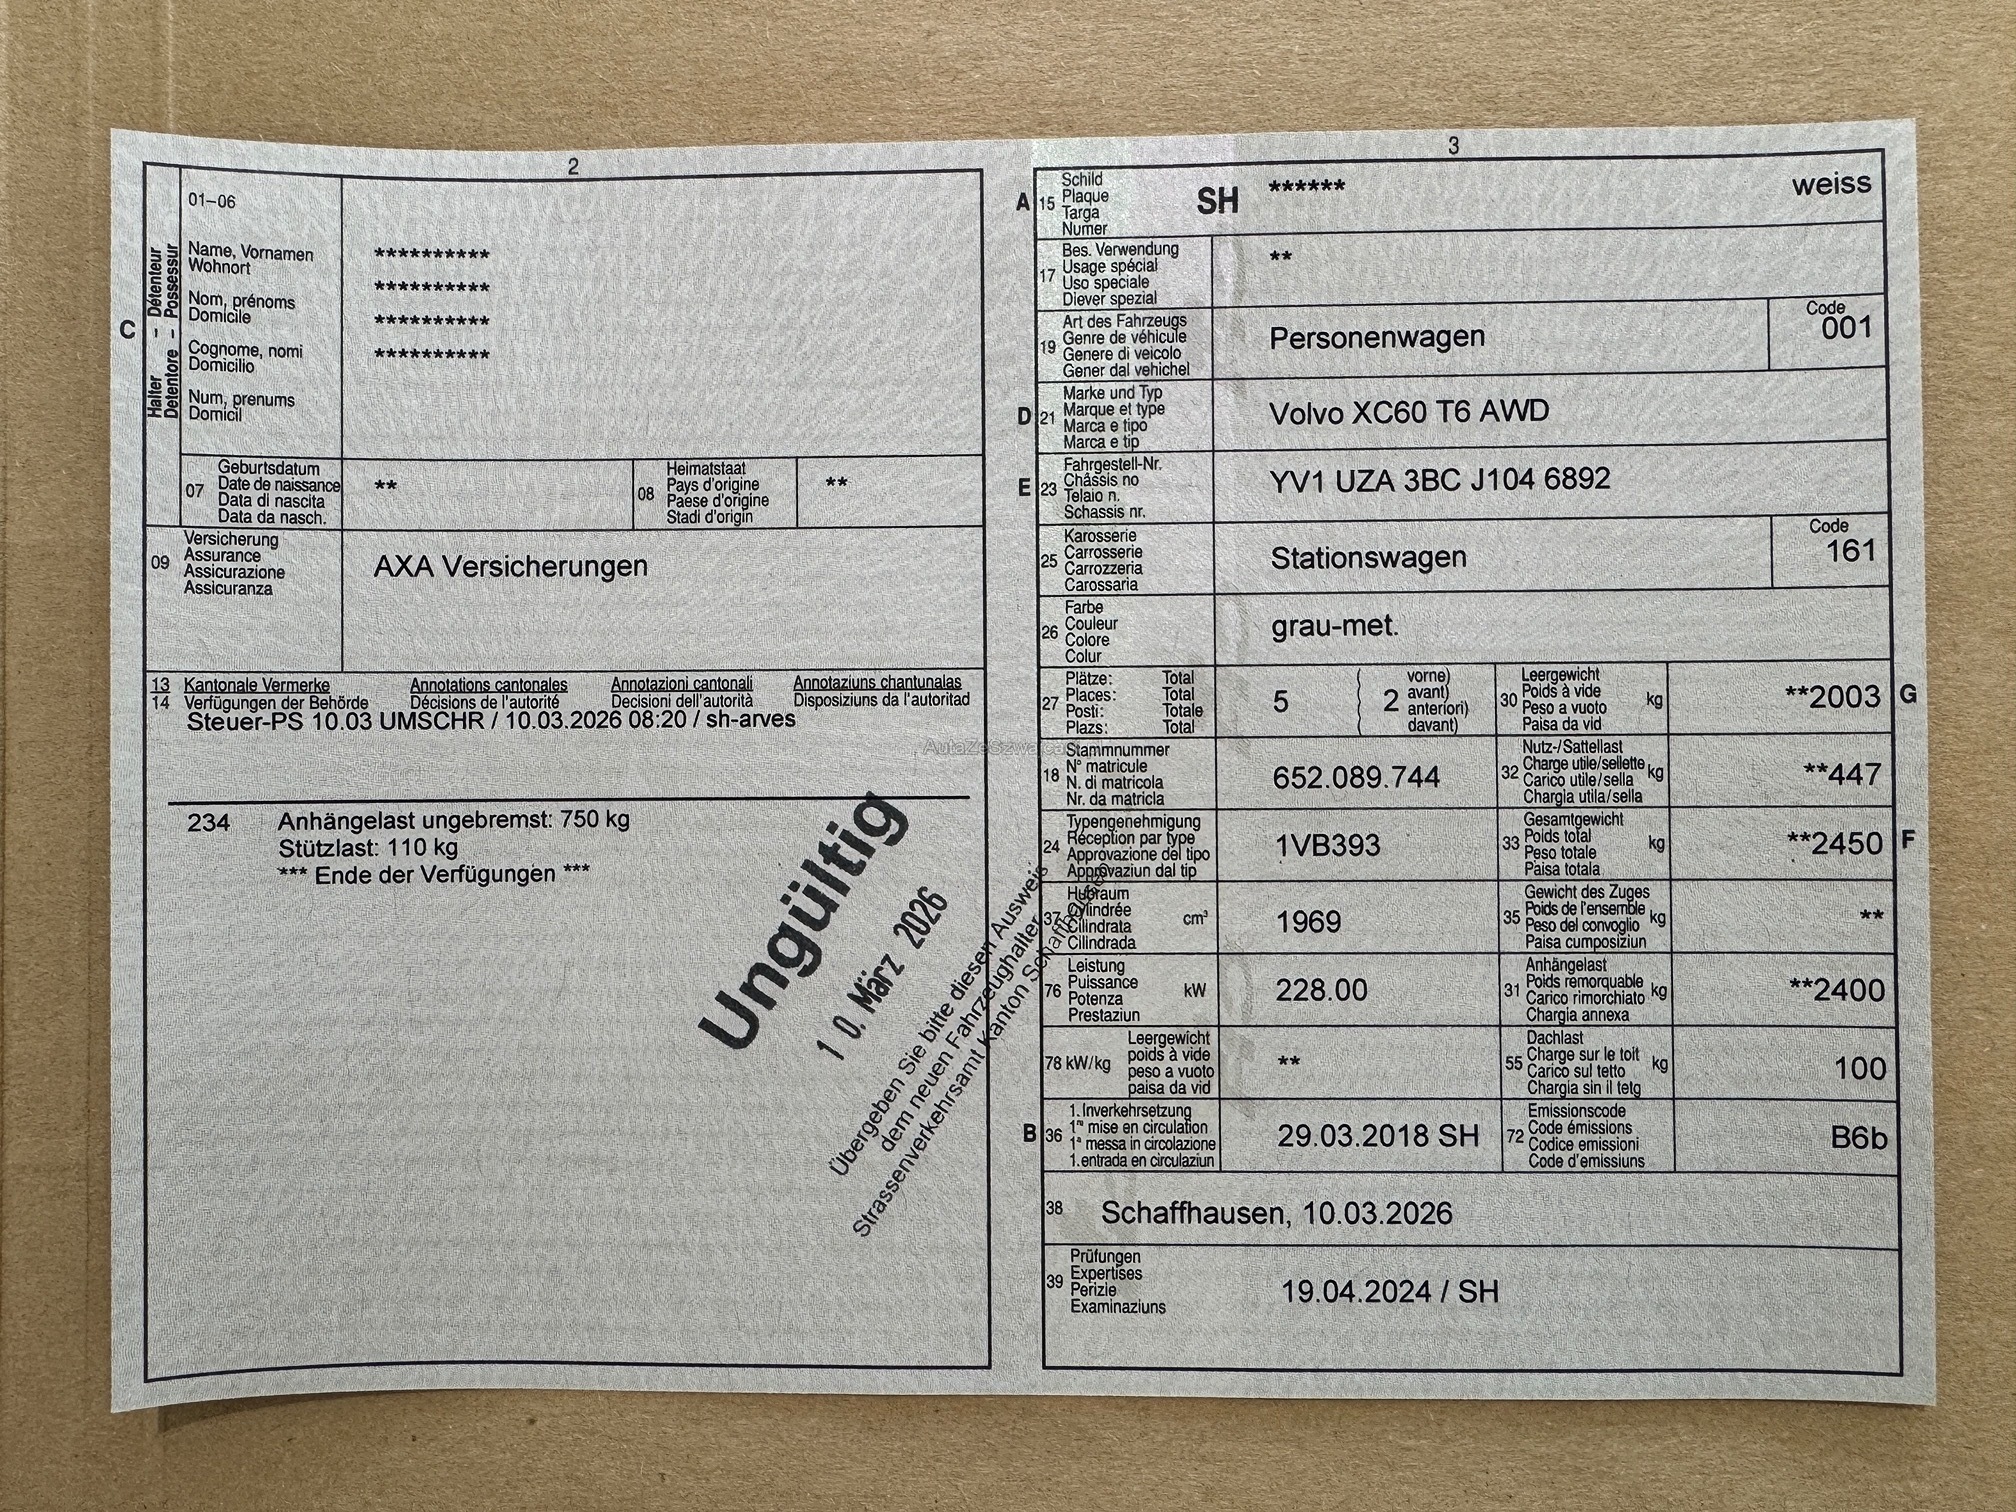 2
01–06
Name, Vornamen
Wohnort
Nom, prénoms
Domicile
Cognome, nomi
Domicilio
Num, prenums
Domicil
C
Halter – Détenteur
Detentore – Possessur
**********
**********
**********
**********
07
Geburtsdatum
Date de naissance
Data di nascita
Data da nasch.
**
08
Heimatstaat
Pays d'origine
Paese d'origine
Stadi d'origin
**
09
Versicherung
Assurance
Assicurazione
Assicuranza
AXA Versicherungen
13 Kantonale Vermerke Annotations cantonales Annotazioni cantonali Annotaziuns chantunalas
14 Verfügungen der Behörde Décisions de l'autorité Decisioni dell'autorità Disposiziuns da l'autoritad
Steuer-PS 10.03 UMSCHR / 10.03.2026 08:20 / sh-arves
234 Anhängelast ungebremst: 750 kg
Stützlast: 110 kg
*** Ende der Verfügungen ***
Ungültig
10. März 2026
Übergeben Sie bitte diesen Ausweis
dem neuen Fahrzeughalter
Strassenverkehrsamt Kanton Schaffhausen
3
A 15
Schild
Plaque
Targa
Numer
SH ****** weiss
17
Bes. Verwendung
Usage spécial
Uso speciale
Diever spezial
**
19
Art des Fahrzeugs
Genre de véhicule
Genere di veicolo
Gener dal vehichel
Personenwagen
Code
001
D 21
Marke und Typ
Marque et type
Marca e tipo
Marca e tip
Volvo XC60 T6 AWD
E 23
Fahrgestell-Nr.
Châssis no
Telaio n.
Schassis nr.
YV1 UZA 3BC J104 6892
25
Karosserie
Carrosserie
Carrozzeria
Carossaria
Stationswagen
Code
161
26
Farbe
Couleur
Colore
Colur
grau-met.
27
Plätze: Total
Places: Total
Posti: Totale
Plazs: Total
5
2
vorne)
avant)
anteriori)
davant)
30
Leergewicht
Poids à vide
Peso a vuoto
Paisa da vid
kg
**2003
G
18
Stammnummer
N° matricule
N. di matricola
Nr. da matricla
652.089.744
32
Nutz-/Sattellast
Charge utile/sellette
Carico utile/sella
Chargia utila/sella
kg
**447
24
Typengenehmigung
Réception par type
Approvazione del tipo
Approvaziun dal tip
1VB393
33
Gesamtgewicht
Poids total
Peso totale
Paisa totala
kg
**2450
F
37
Hubraum
Cylindrée
Cilindrata
Cilindrada
cm³
1969
35
Gewicht des Zuges
Poids de l'ensemble
Peso del convoglio
Paisa cumposiziun
kg
**
76
Leistung
Puissance
Potenza
Prestaziun
kW
228.00
31
Anhängelast
Poids remorquable
Carico rimorchiato
Chargia annexa
kg
**2400
78 kW/kg
Leergewicht
poids à vide
peso a vuoto
paisa da vid
**
55
Dachlast
Charge sur le toit
Carico sul tetto
Chargia sin il tetg
kg
100
B 36
1. Inverkehrsetzung
1re mise en circulation
1a messa in circolazione
1. entrada en circulaziun
29.03.2018 SH
72
Emissionscode
Code émissions
Codice emissioni
Code d'emissiuns
B6b
38
Schaffhausen, 10.03.2026
39
Prüfungen
Expertises
Perizie
Examinaziuns
19.04.2024 / SH